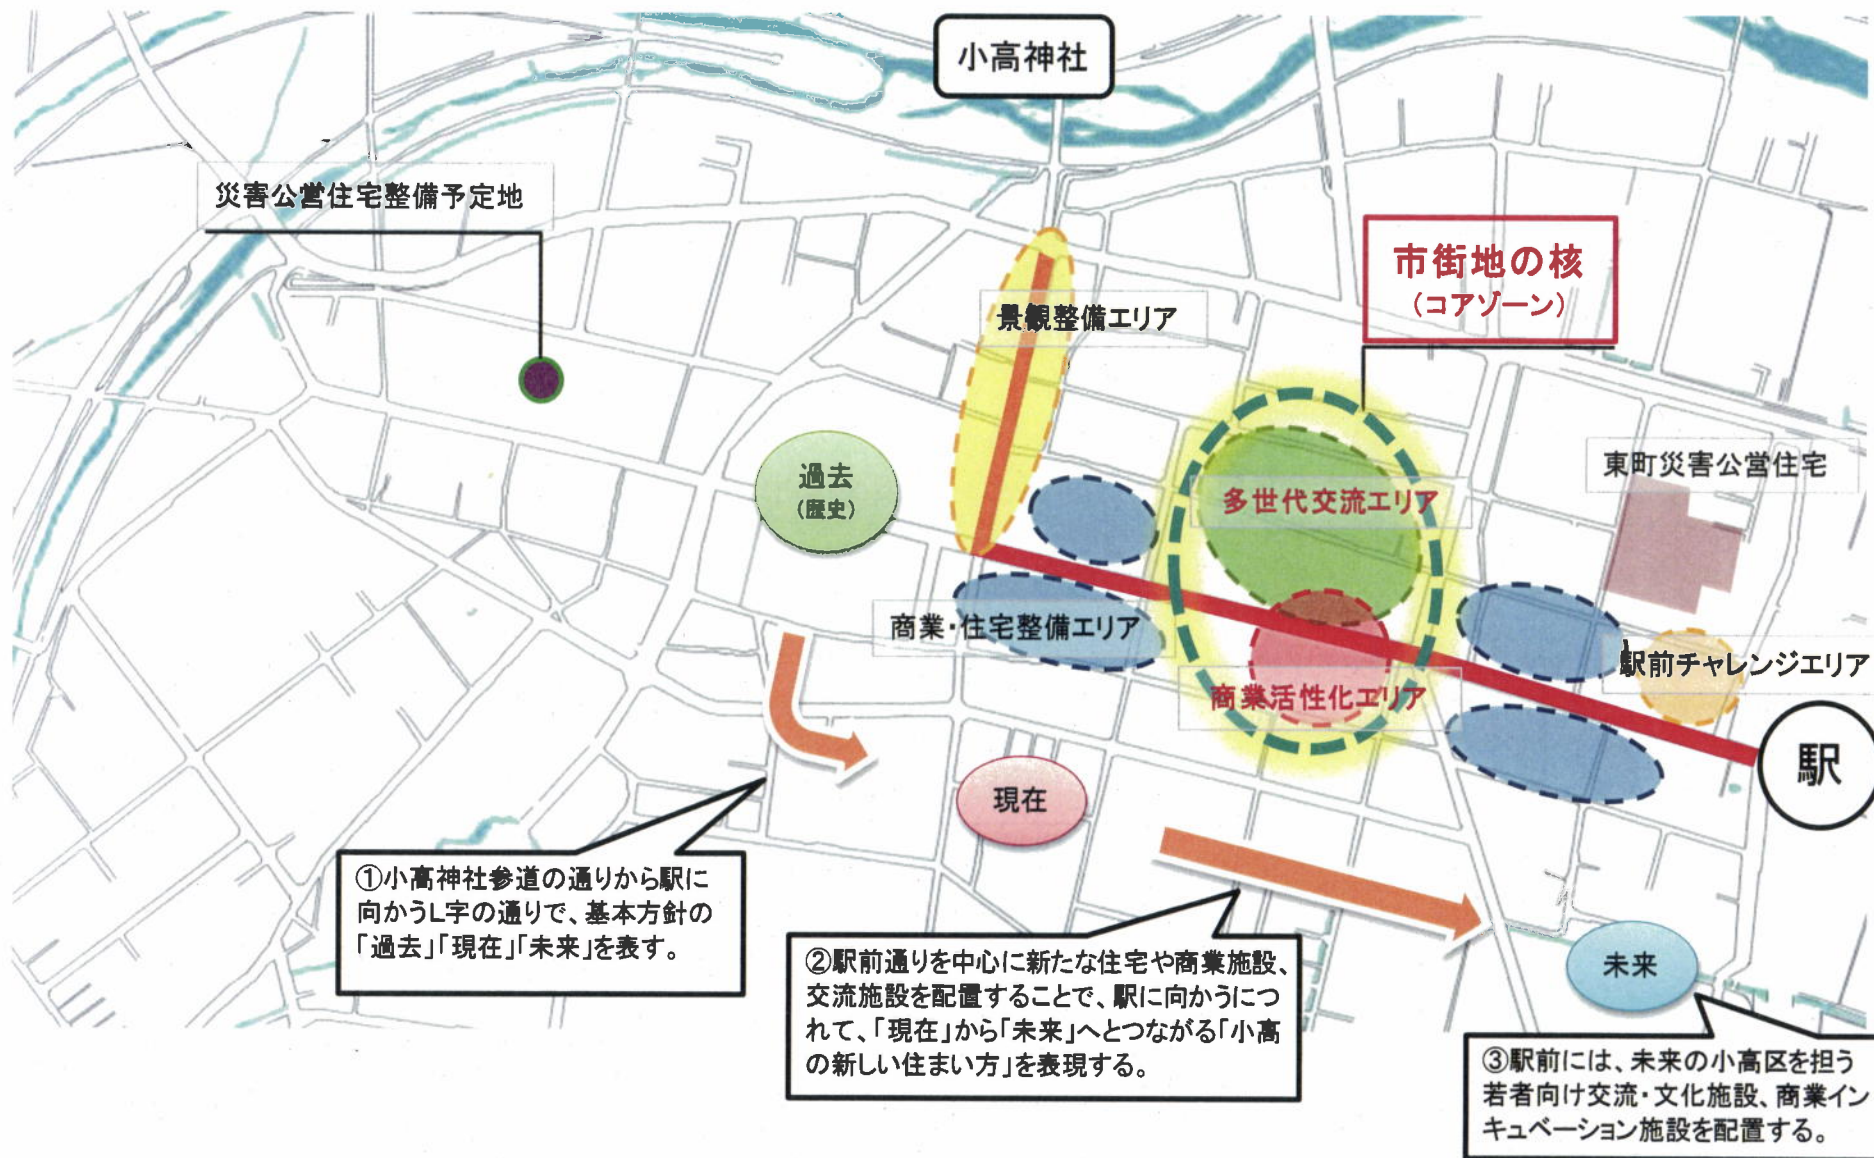 小高神社
災害公営住宅整備予定地
市街地の核
(コアゾーン)
景観整備エリア
東町災害公営住宅
過去
(歴史)
多世代交流エリア
商業・住宅整備エリア
駅前チャレンジエリア
商業活性化エリア
駅
現在
①小高神社参道の通りから駅に
向かうL字の通りで、基本方針の
「過去」「現在」「未来」を表す。
②駅前通りを中心に新たな住宅や商業施設、
交流施設を配置することで、駅に向かうにつ
れて、「現在」から「未来」へとつながる「小高
の新しい住まい方」を表現する。
未来
③駅前には、未来の小高区を担う
若者向け交流・文化施設、商業イン
キュベーション施設を配置する。